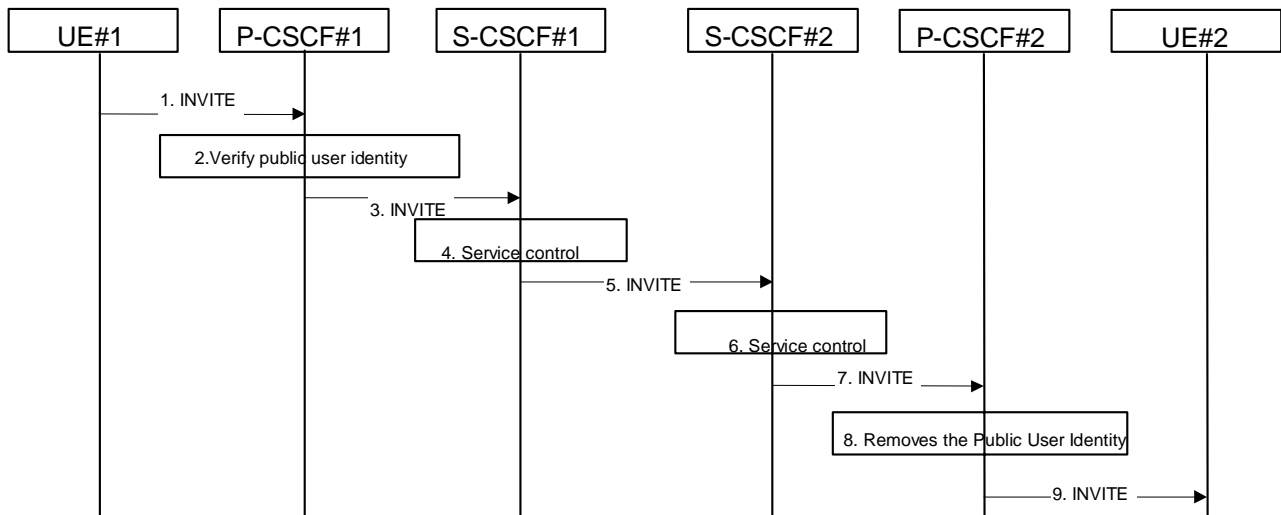 UE#1
P-CSCF#1
S-CSCF#1
S-CSCF#2
P-CSCF#2
UE#2
1. INVITE
2.Verify public user identity
3. INVITE
4. Service control
5. INVITE
6. Service control
7. INVITE
8. Removes the Public User Identity
9. INVITE